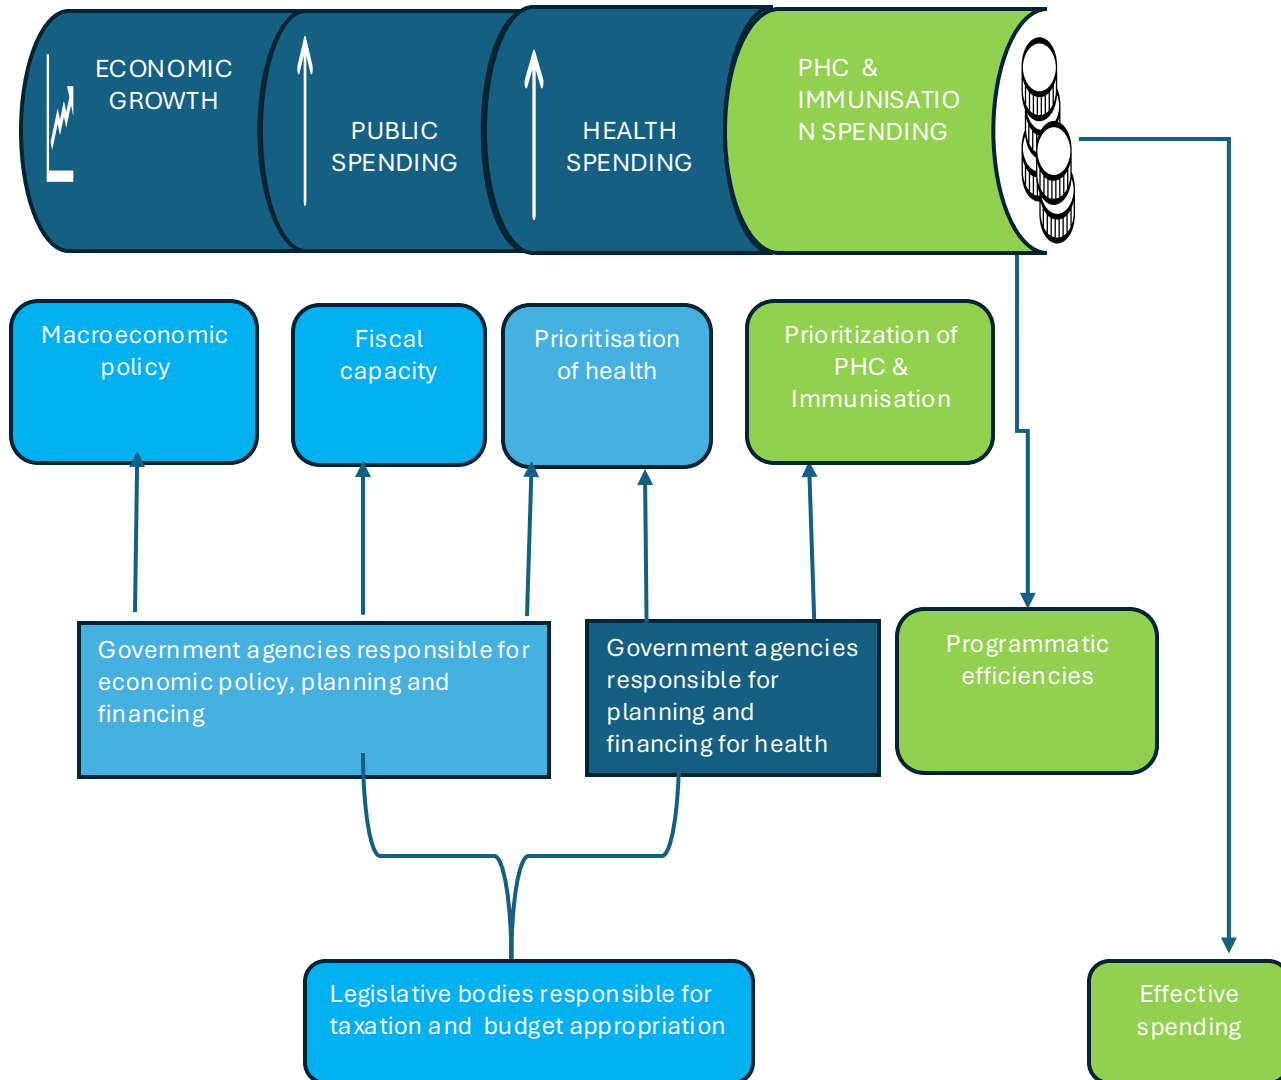 ECONOMIC
GROWTH
PUBLIC
SPENDING
HEALTH
SPENDING
PHC &
IMMUNISATIO
N SPENDING
Macroeconomic
policy
Fiscal
capacity
Prioritisation
of health
Prioritization of
PHC &
Immunisation
Government agencies responsible for
economic policy, planning and
financing
Government agencies
responsible for
planning and
financing for health
Programmatic
efficiencies
Legislative bodies responsible for
taxation and budget appropriation
Effective
spending